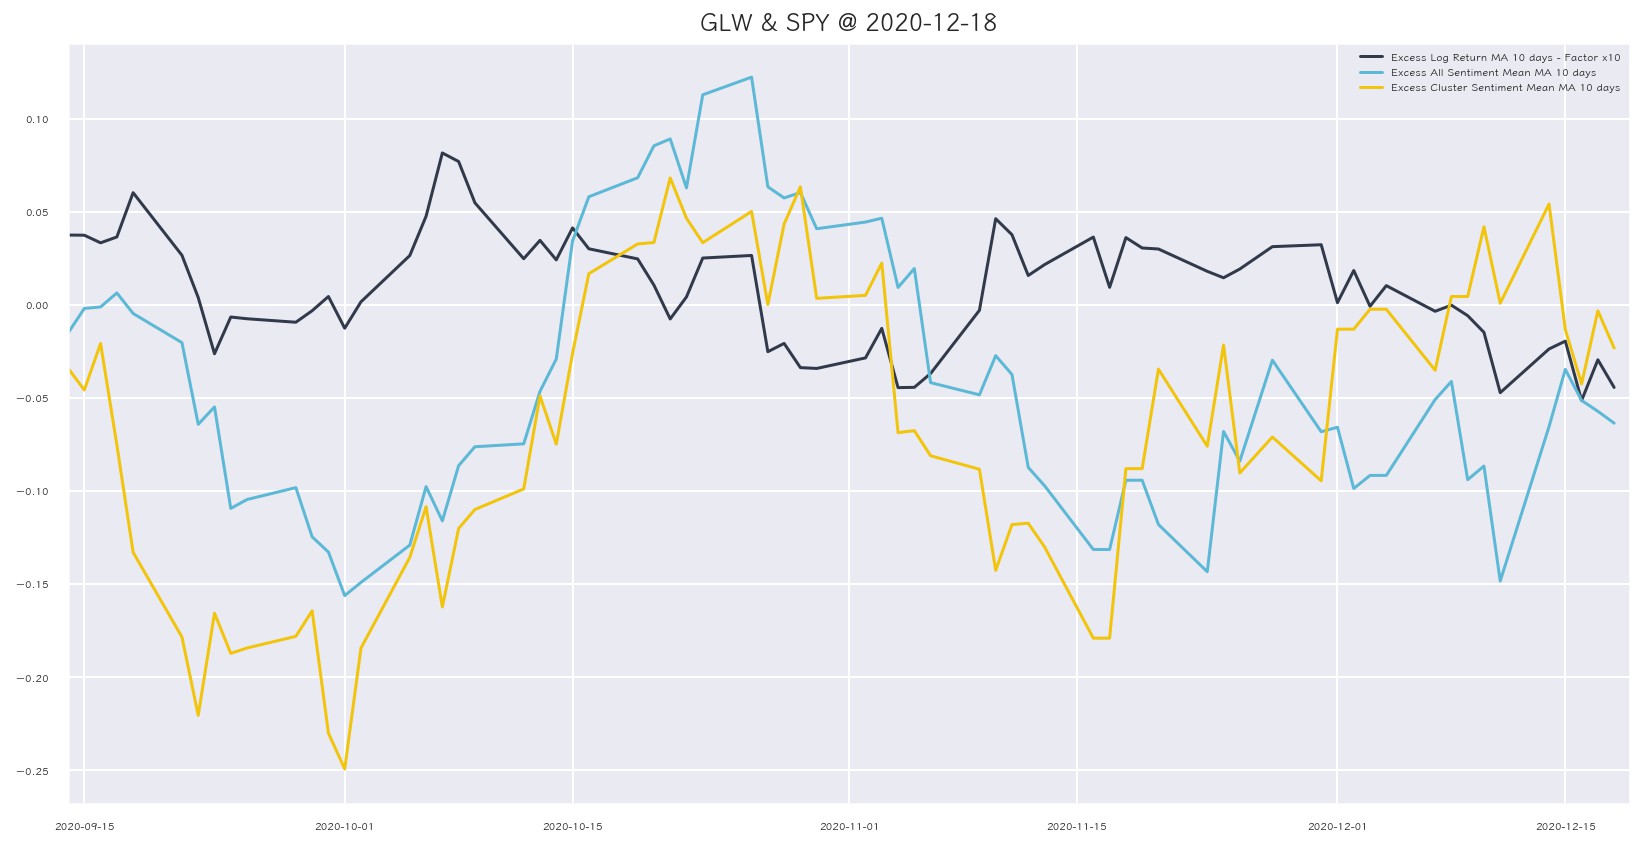 GLW & SPY @ 2020-12-18
Excess Log Return MA 10 days - Factor x10
Excess All Sentiment Mean MA 10 days
Excess Cluster Sentiment Mean MA 10 days
0.10
0.05
0.00
−0.05
−0.10
−0.15
−0.20
−0.25
2020-09-15 2020-10-01 2020-10-15 2020-11-01 2020-11-15 2020-12-01 2020-12-15